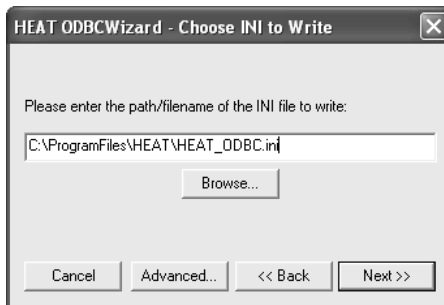 HEAT ODBCWizard - Choose INI to Write
Please enter the path/filename of the INI file to write:
C:\ProgramFiles\HEAT\HEAT_ODBC.ini
Browse...
Cancel Advanced... << Back Next >>